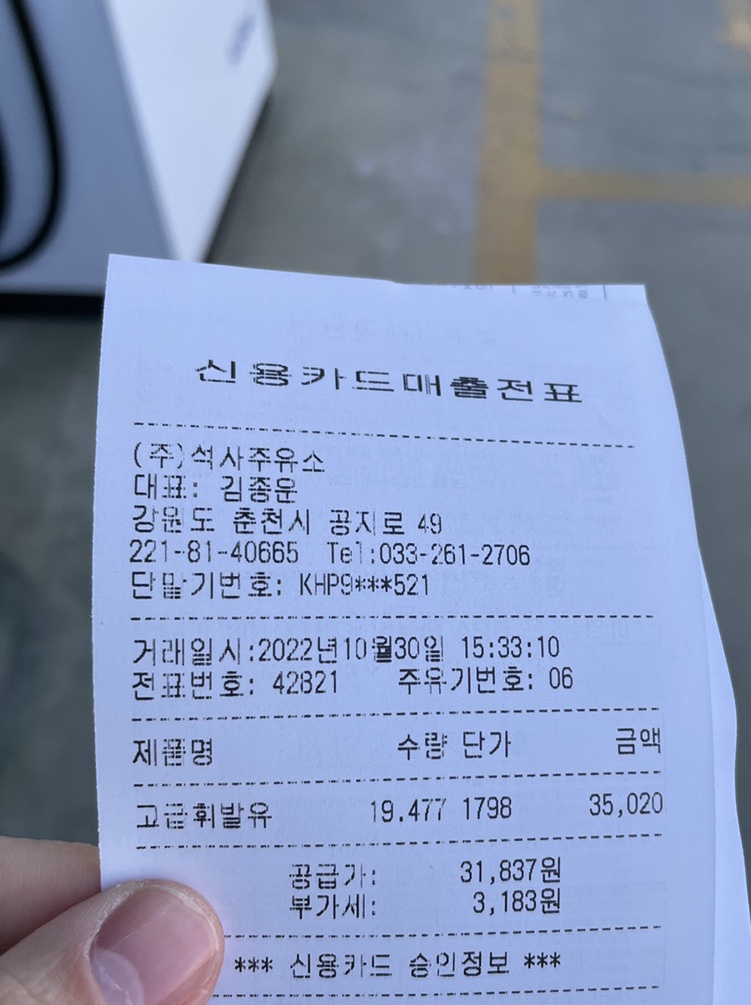 신용카드매출전표
(주)석사주유소
대표: 김종운
강원도 춘천시 공지로 49
221-81-40665 Tel:033-261-2706
단말기번호: KHP9***521
거래일시:2022년10월30일 15:33:10
전표번호: 42821 주유기번호: 06
제품명 수량 단가 금액
고급휘발유 19.477 1798 35,020
공급가: 31,837원
부가세: 3,183원
*** 신용카드 승인정보 ***